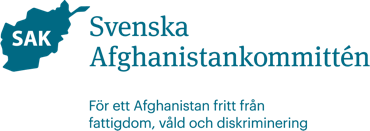 SAK
Svenska
Afghanistankommittén
För ett Afghanistan fritt från
fattigdom, våld och diskriminering